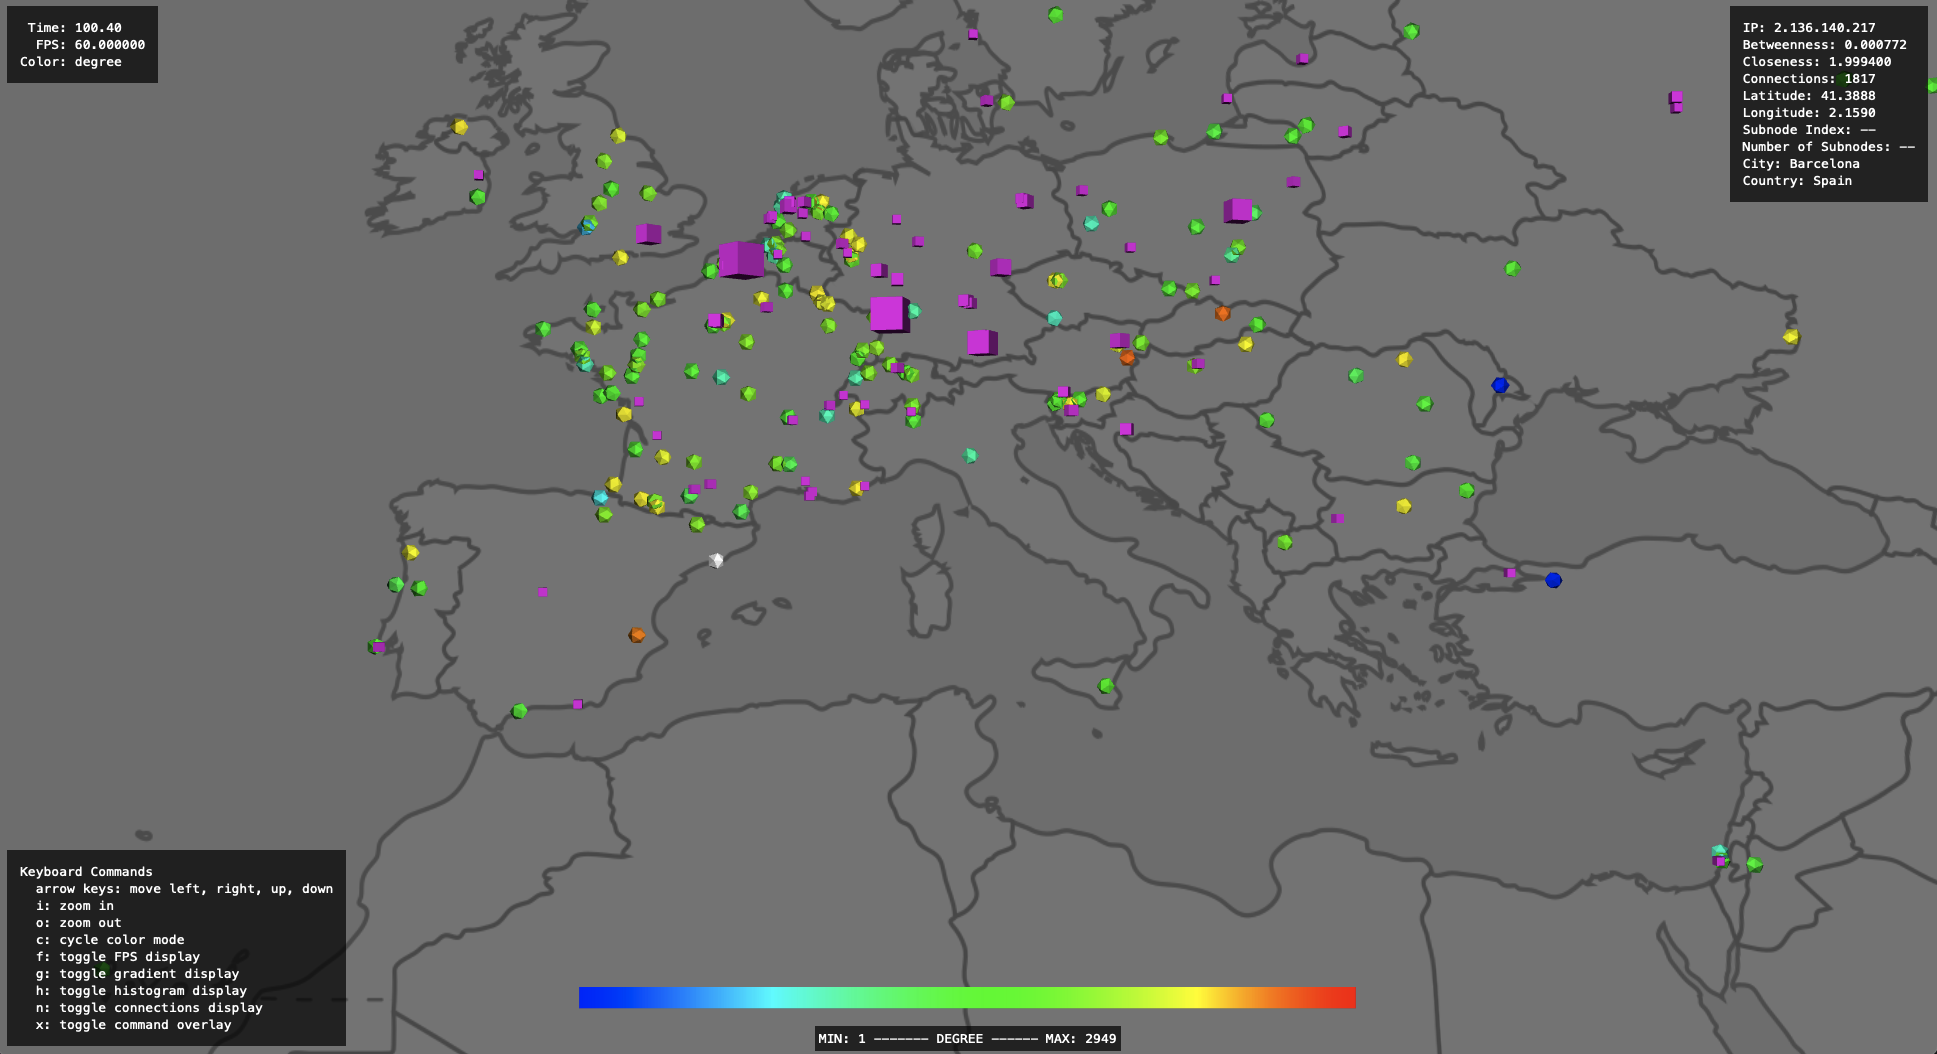 Time: 100.40
FPS: 60.000000
Color: degree
IP: 2.136.140.217
Betweenness: 0.000772
Closeness: 1.999400
Connections: 1817
Latitude: 41.3888
Longitude: 2.1590
Subnode Index: --
Number of Subnodes: --
City: Barcelona
Country: Spain
Keyboard Commands
arrow keys: move left, right, up, down
i: zoom in
o: zoom out
c: cycle color mode
f: toggle FPS display
g: toggle gradient display
h: toggle histogram display
n: toggle connections display
x: toggle command overlay
MIN: 1 ------- DEGREE ------ MAX: 2949